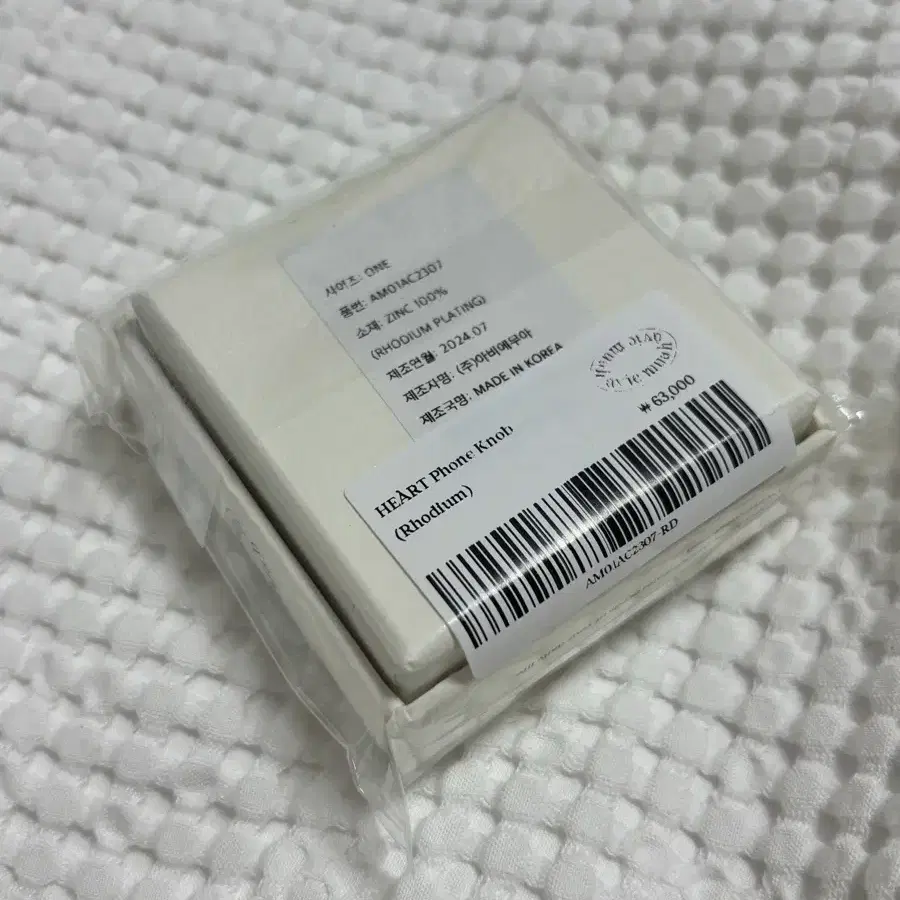 사이즈: ONE
품번: AM01AC2307
소재: ZINC 100%
(RHODIUM PLATING)
제조연월: 2024.07
제조자명: (주)아비에무아
제조국명: MADE IN KOREA
₩ 63,000
HEART Phone Knob
(Rhodium)
AM01AC2307-RD